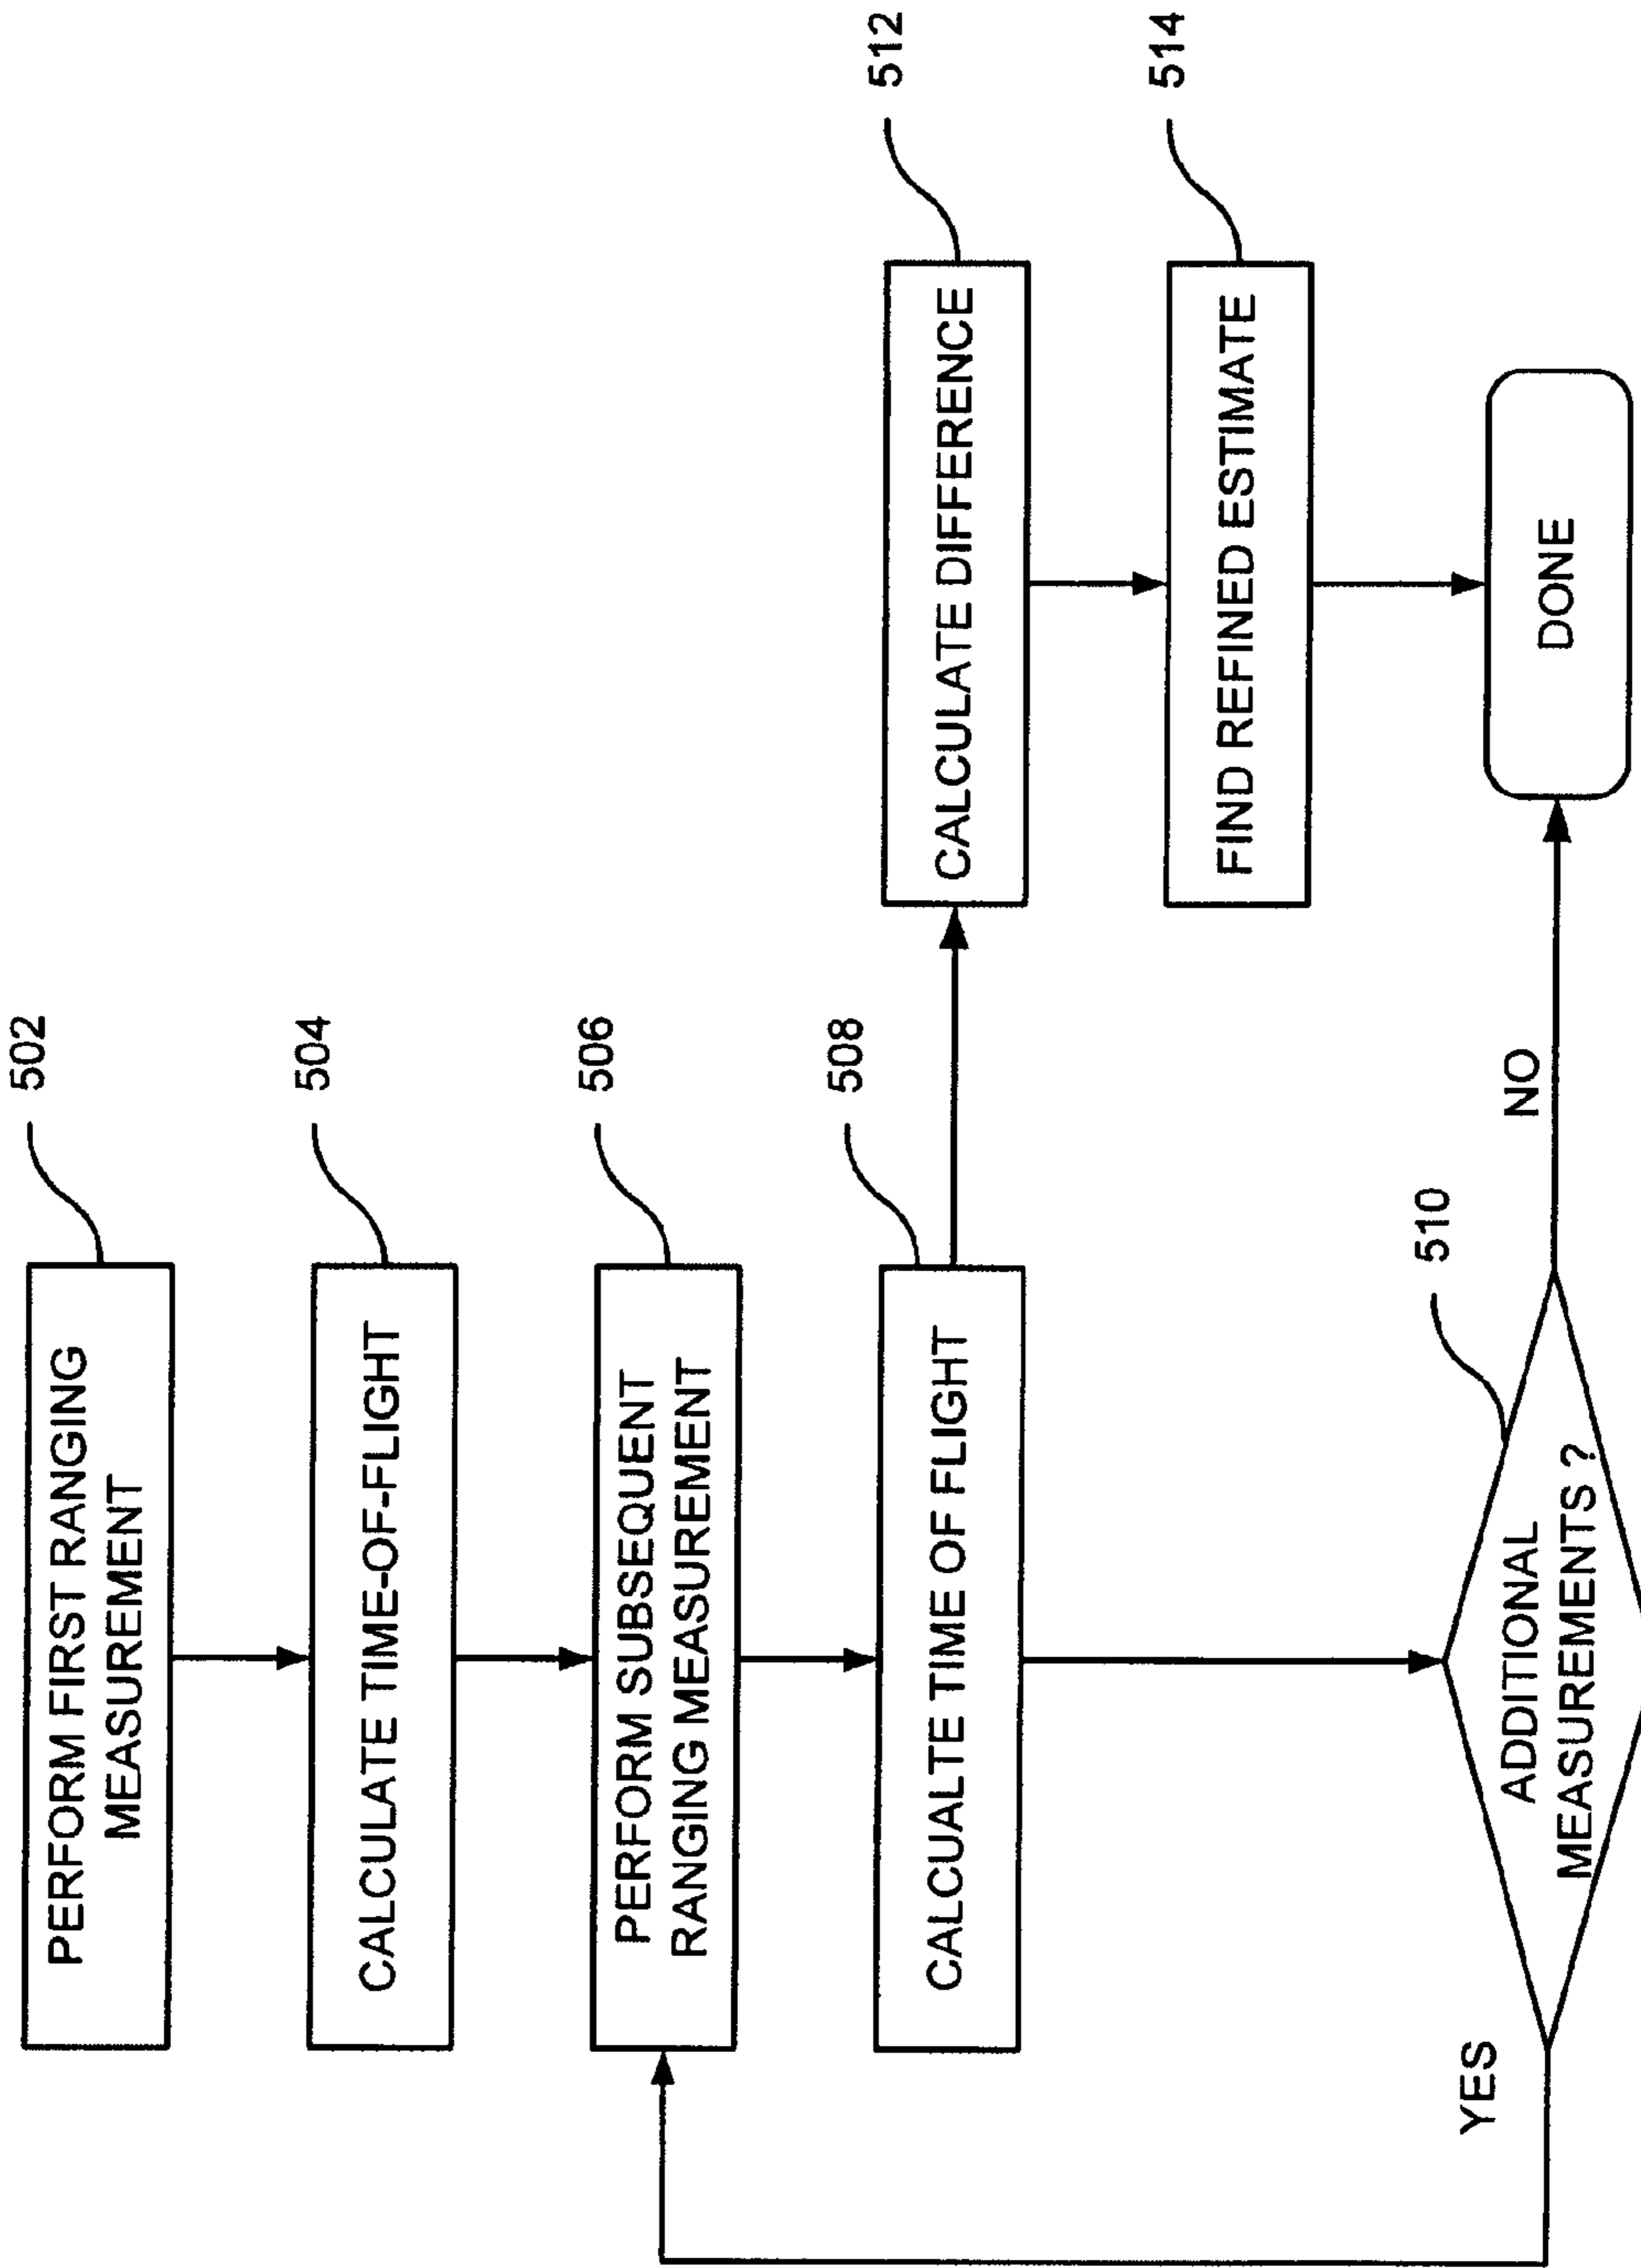 502
PERFORM FIRST RANGING
MEASUREMENT
504
CALCULATE TIME-OF-FLIGHT
506
PERFORM SUBSEQUENT
RANGING MEASUREMENT
508
CALCUALTE TIME OF FLIGHT
512
CALCULATE DIFFERENCE
514
FIND REFINED ESTIMATE
510
ADDITIONAL
MEASUREMENTS ?
YES
NO
DONE